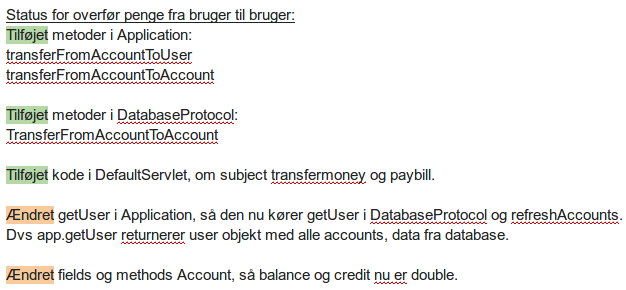 Status for overfør penge fra bruger til bruger:
Tilføjet metoder i Application:
transferFromAccountToUser
transferFromAccountToAccount
Tilføjet metoder i DatabaseProtocol:
TransferFromAccountToAccount
Tilføjet kode i DefaultServlet, om subject transfermoney og paybill.
Ændret getUser i Application, så den nu kører getUser i DatabaseProtocol og refreshAccounts.
Dvs app.getUser returnerer user objekt med alle accounts, data fra database.
Ændret fields og methods Account, så balance og credit nu er double.